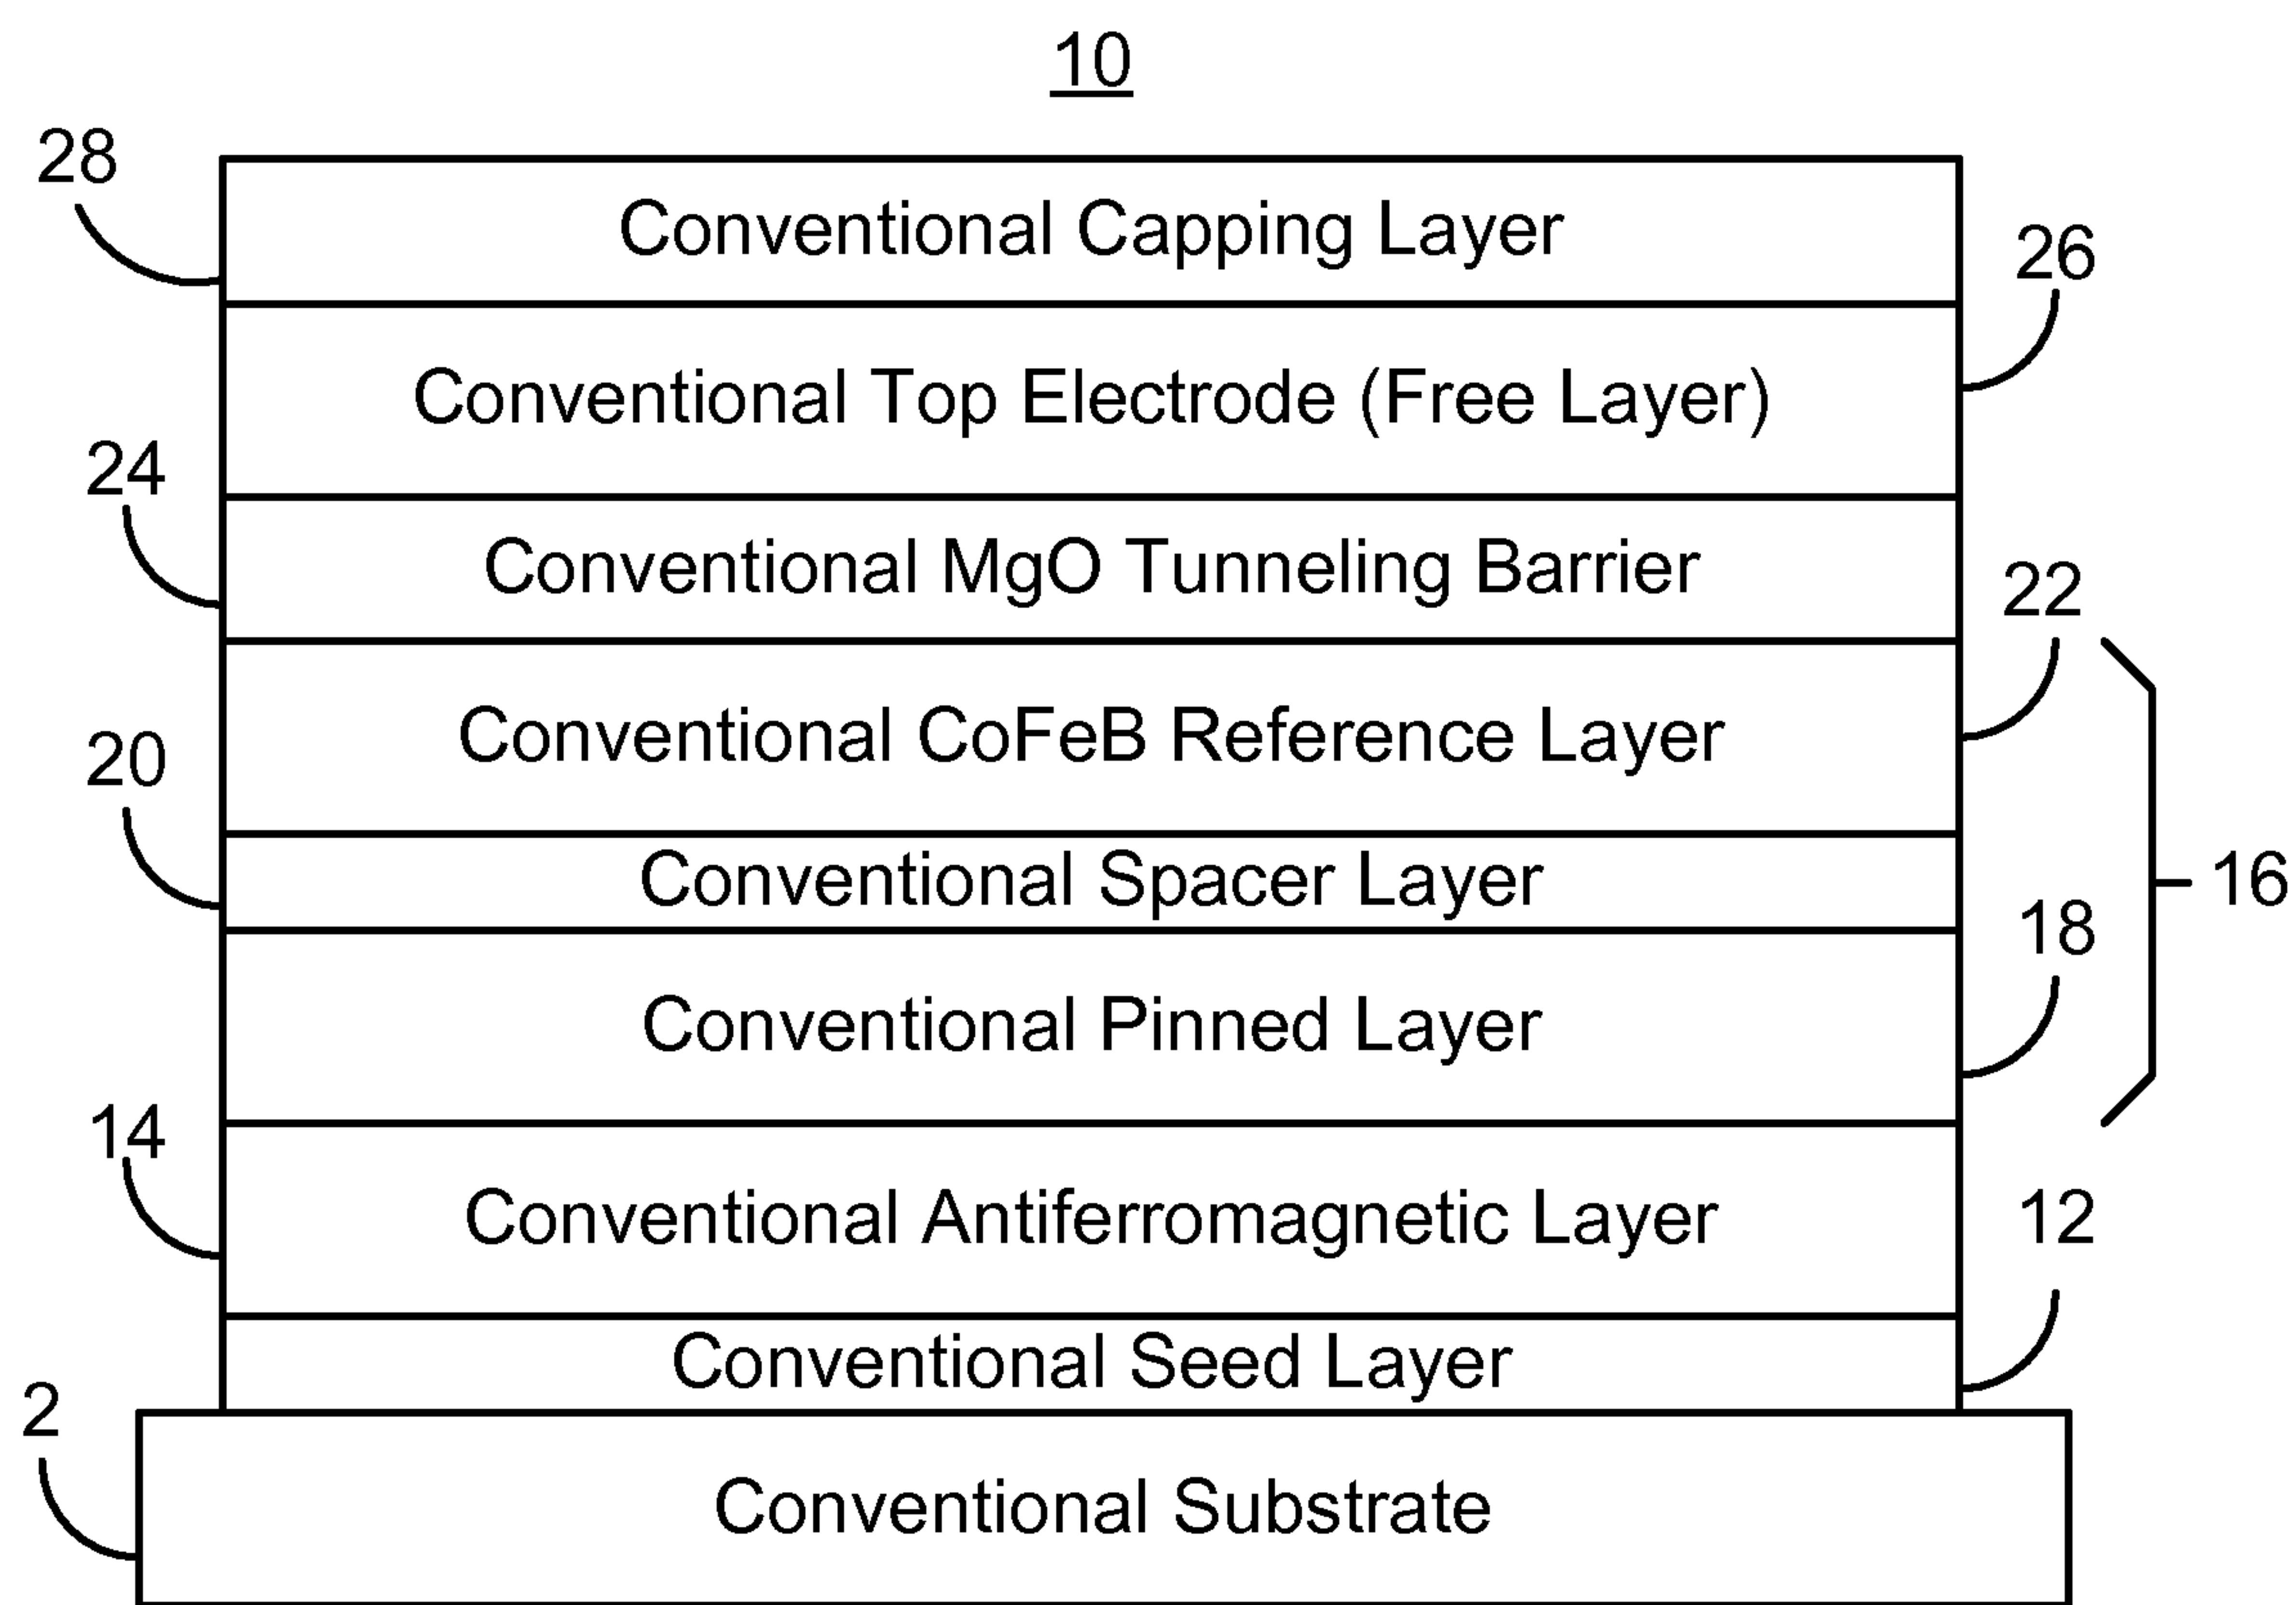 10
28
Conventional Capping Layer
26
Conventional Top Electrode (Free Layer)
24
Conventional MgO Tunneling Barrier
22
Conventional CoFeB Reference Layer
20
Conventional Spacer Layer
16
18
Conventional Pinned Layer
14
Conventional Antiferromagnetic Layer
12
Conventional Seed Layer
2
Conventional Substrate